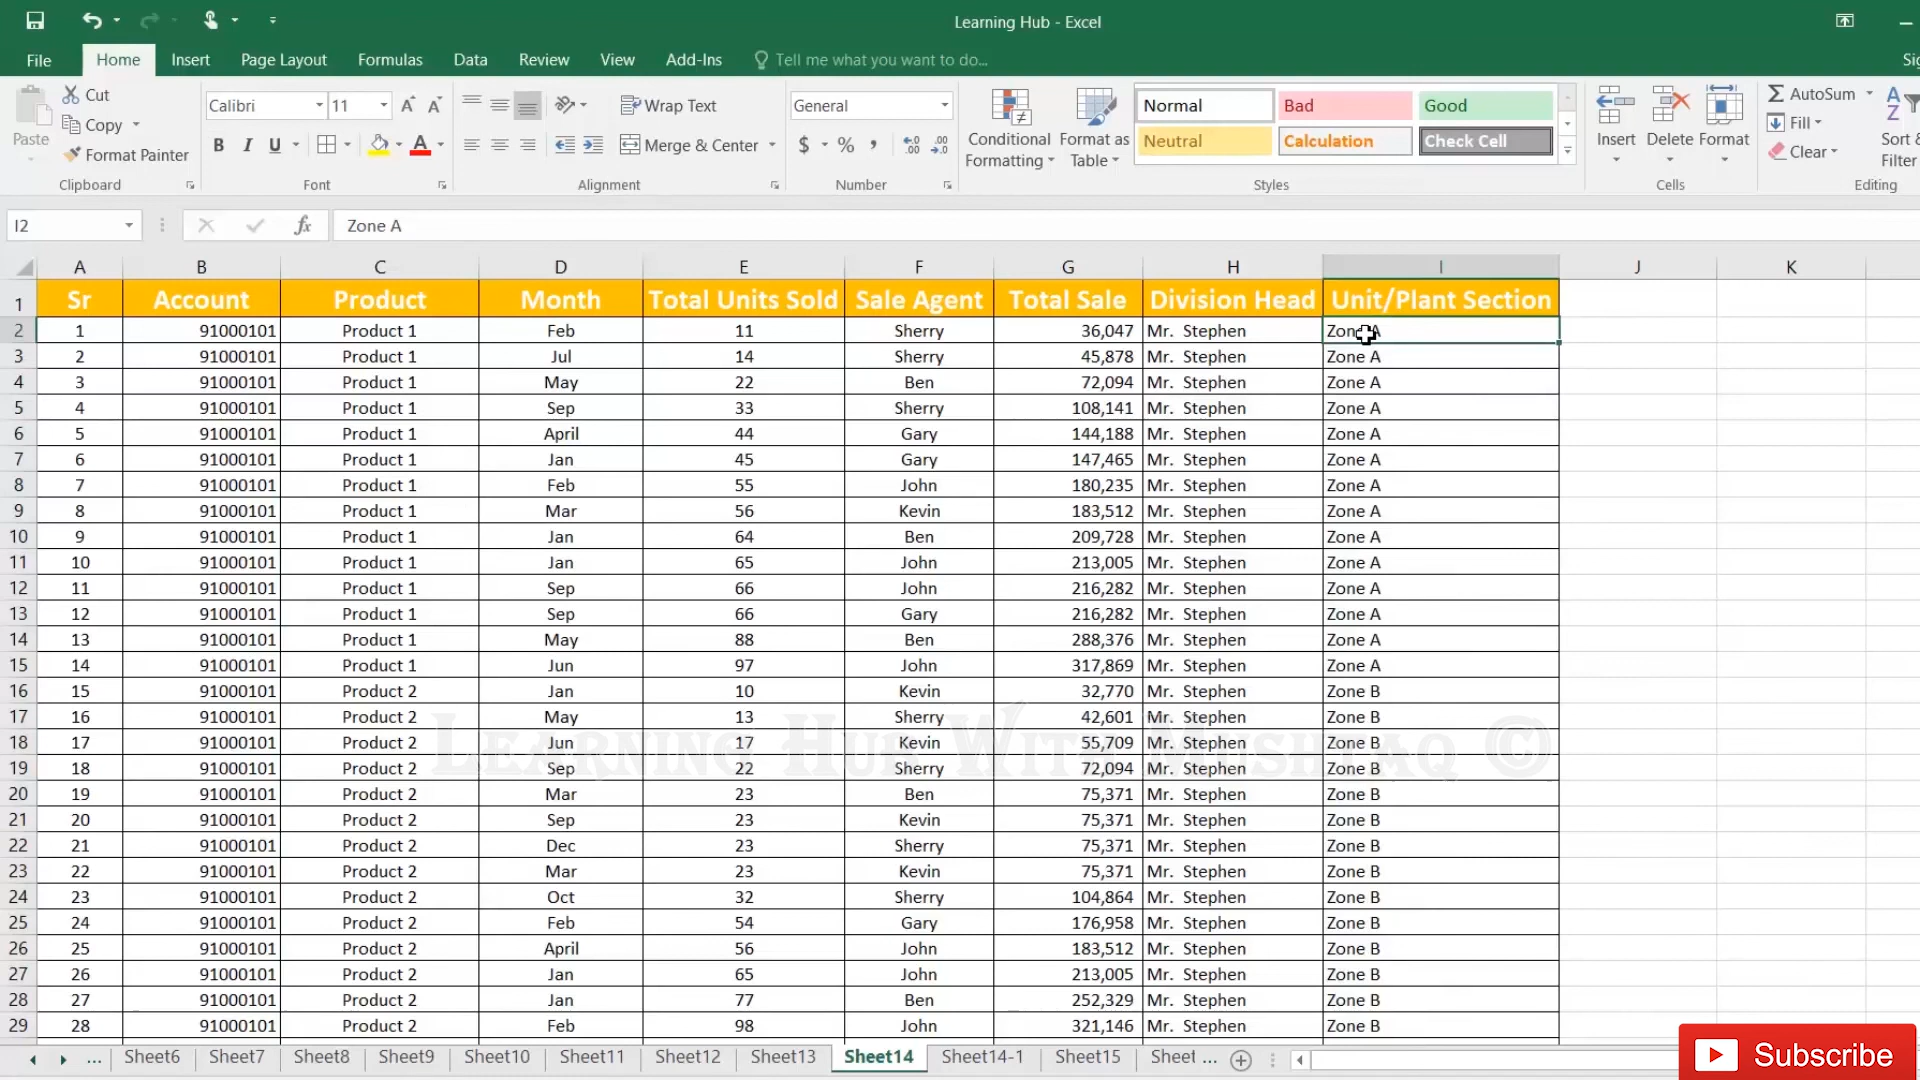 Learning Hub - Excel
File Home Insert Page Layout Formulas Data Review View Add-Ins Tell me what you want to do...
Paste Cut Copy Format Painter Clipboard
Calibri 11 B I U A Font
Wrap Text Merge & Center Alignment
General $ % Number
Conditional Formatting Format as Table Normal Bad Good Neutral Calculation Check Cell Styles
Insert Delete Format Cells
AutoSum Fill Clear Sort & Filter Editing
I2 fx Zone A
A B C D E F G H I J K
1 Sr Account Product Month Total Units Sold Sale Agent Total Sale Division Head Unit/Plant Section
2 1 91000101 Product 1 Feb 11 Sherry 36,047 Mr. Stephen Zone A
3 2 91000101 Product 1 Jul 14 Sherry 45,878 Mr. Stephen Zone A
4 3 91000101 Product 1 May 22 Ben 72,094 Mr. Stephen Zone A
5 4 91000101 Product 1 Sep 33 Sherry 108,141 Mr. Stephen Zone A
6 5 91000101 Product 1 April 44 Gary 144,188 Mr. Stephen Zone A
7 6 91000101 Product 1 Jan 45 Gary 147,465 Mr. Stephen Zone A
8 7 91000101 Product 1 Feb 55 John 180,235 Mr. Stephen Zone A
9 8 91000101 Product 1 Mar 56 Kevin 183,512 Mr. Stephen Zone A
10 9 91000101 Product 1 Jan 64 Ben 209,728 Mr. Stephen Zone A
11 10 91000101 Product 1 Jan 65 John 213,005 Mr. Stephen Zone A
12 11 91000101 Product 1 Sep 66 John 216,282 Mr. Stephen Zone A
13 12 91000101 Product 1 Sep 66 Gary 216,282 Mr. Stephen Zone A
14 13 91000101 Product 1 May 88 Ben 288,376 Mr. Stephen Zone A
15 14 91000101 Product 1 Jun 97 John 317,869 Mr. Stephen Zone A
16 15 91000101 Product 2 Jan 10 Kevin 32,770 Mr. Stephen Zone B
17 16 91000101 Product 2 May 13 Sherry 42,601 Mr. Stephen Zone B
18 17 91000101 Product 2 Jun 17 Kevin 55,709 Mr. Stephen Zone B
Learning Hub With Mushtaq ©
19 18 91000101 Product 2 Sep 22 Sherry 72,094 Mr. Stephen Zone B
20 19 91000101 Product 2 Mar 23 Ben 75,371 Mr. Stephen Zone B
21 20 91000101 Product 2 Sep 23 Kevin 75,371 Mr. Stephen Zone B
22 21 91000101 Product 2 Dec 23 Sherry 75,371 Mr. Stephen Zone B
23 22 91000101 Product 2 Mar 23 Kevin 75,371 Mr. Stephen Zone B
24 23 91000101 Product 2 Oct 32 Sherry 104,864 Mr. Stephen Zone B
25 24 91000101 Product 2 Feb 54 Gary 176,958 Mr. Stephen Zone B
26 25 91000101 Product 2 April 56 John 183,512 Mr. Stephen Zone B
27 26 91000101 Product 2 Jan 65 John 213,005 Mr. Stephen Zone B
28 27 91000101 Product 2 Jan 77 Ben 252,329 Mr. Stephen Zone B
29 28 91000101 Product 2 Feb 98 John 321,146 Mr. Stephen Zone B
... Sheet6 Sheet7 Sheet8 Sheet9 Sheet10 Sheet11 Sheet12 Sheet13 Sheet14 Sheet14-1 Sheet15 Sheet ...
Subscribe